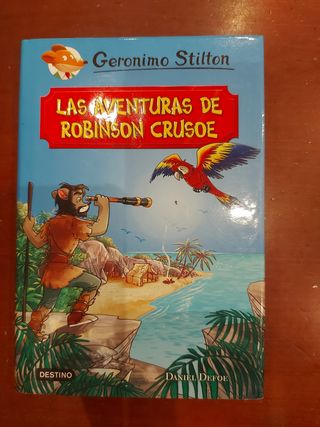 Geronimo Stilton
LAS AVENTURAS DE
ROBINSON CRUSOE
DESTINO
DANIEL DEFOE